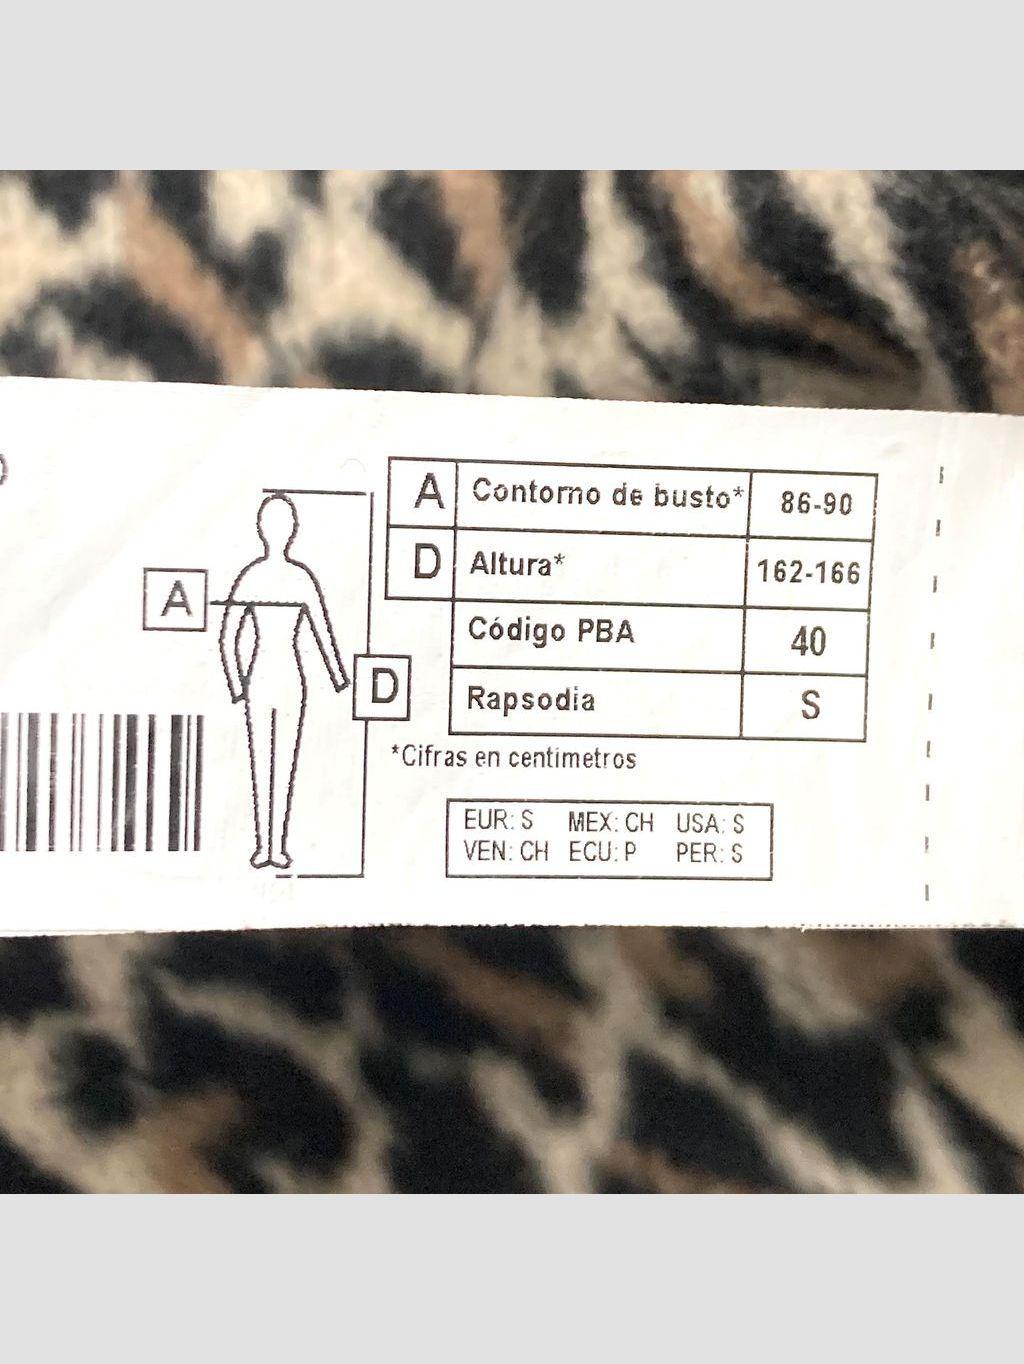 A Contorno de busto* 86-90
D Altura* 162-166
Código PBA 40
Rapsodia S
A
D
*Cifras en centimetros
EUR: S MEX: CH USA: S
VEN: CH ECU: P PER: S